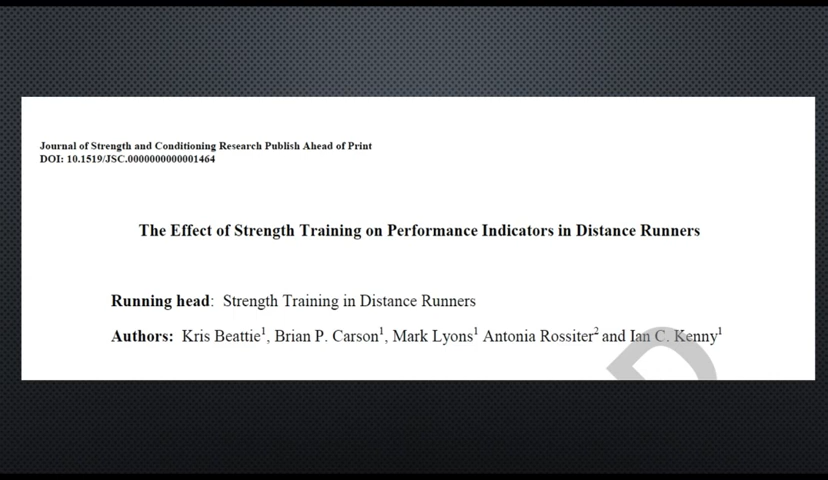 Journal of Strength and Conditioning Research Publish Ahead of Print
DOI: 10.1519/JSC.0000000000001464
The Effect of Strength Training on Performance Indicators in Distance Runners
Running head: Strength Training in Distance Runners
Authors: Kris Beattie¹, Brian P. Carson¹, Mark Lyons¹ Antonia Rossiter² and Ian C. Kenny¹